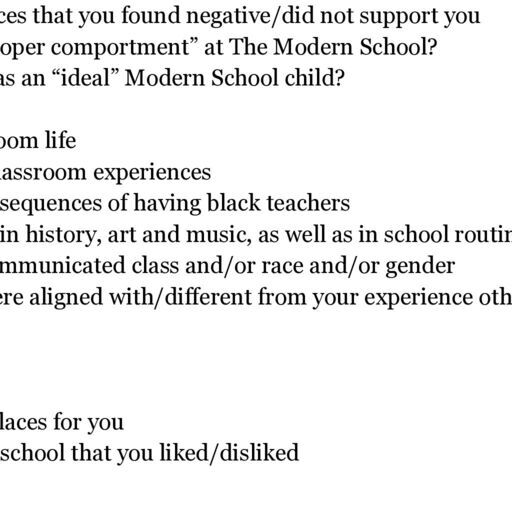 ces that you found negative/did not support you
oper comportment” at The Modern School?
as an “ideal” Modern School child?
oom life
lassroom experiences
sequences of having black teachers
in history, art and music, as well as in school routin
mmunicated class and/or race and/or gender
ere aligned with/different from your experience oth
laces for you
school that you liked/disliked